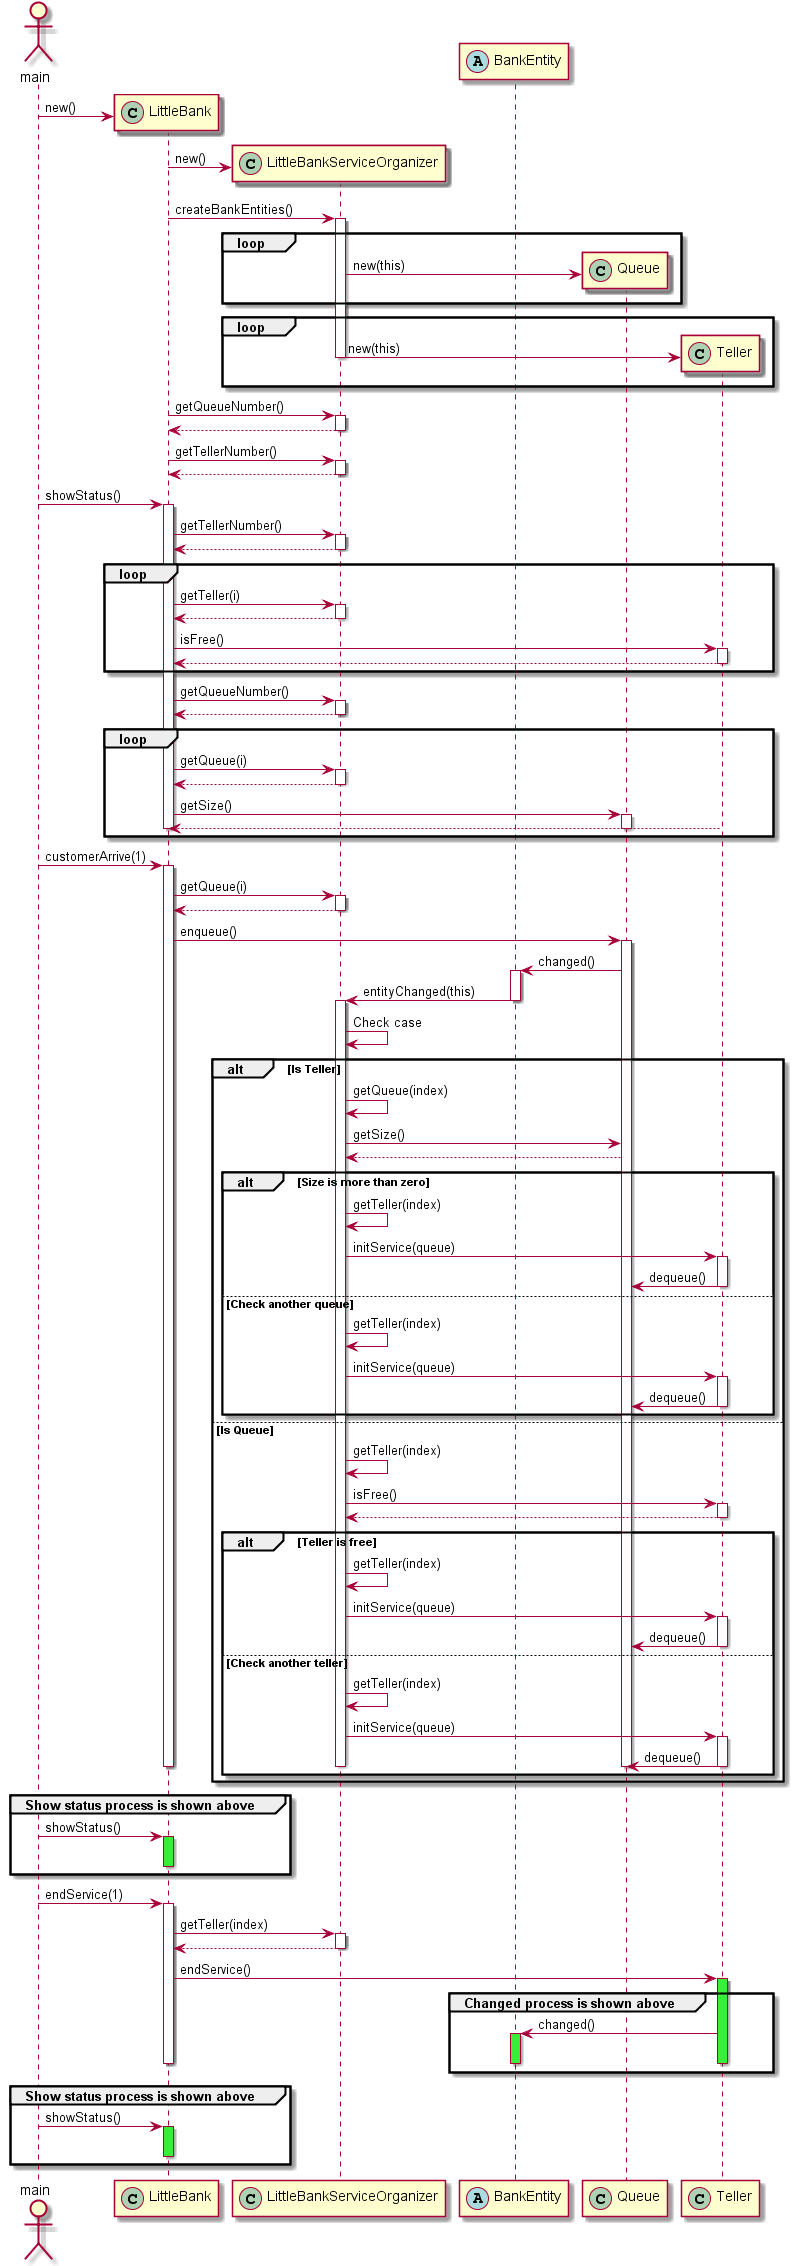 main
A BankEntity
new()
C LittleBank
new()
C LittleBankServiceOrganizer
createBankEntities()
loop
new(this)
C Queue
loop
new(this)
C Teller
getQueueNumber()
getTellerNumber()
showStatus()
getTellerNumber()
loop
getTeller(i)
isFree()
getQueueNumber()
loop
getQueue(i)
getSize()
customerArrive(1)
getQueue(i)
enqueue()
changed()
entityChanged(this)
Check case
alt [Is Teller]
getQueue(index)
getSize()
alt [Size is more than zero]
getTeller(index)
initService(queue)
dequeue()
[Check another queue]
getTeller(index)
initService(queue)
dequeue()
[Is Queue]
getTeller(index)
isFree()
alt [Teller is free]
getTeller(index)
initService(queue)
dequeue()
[Check another teller]
getTeller(index)
initService(queue)
dequeue()
Show status process is shown above
showStatus()
endService(1)
getTeller(index)
endService()
Changed process is shown above
changed()
Show status process is shown above
showStatus()
main
C LittleBank
C LittleBankServiceOrganizer
A BankEntity
C Queue
C Teller